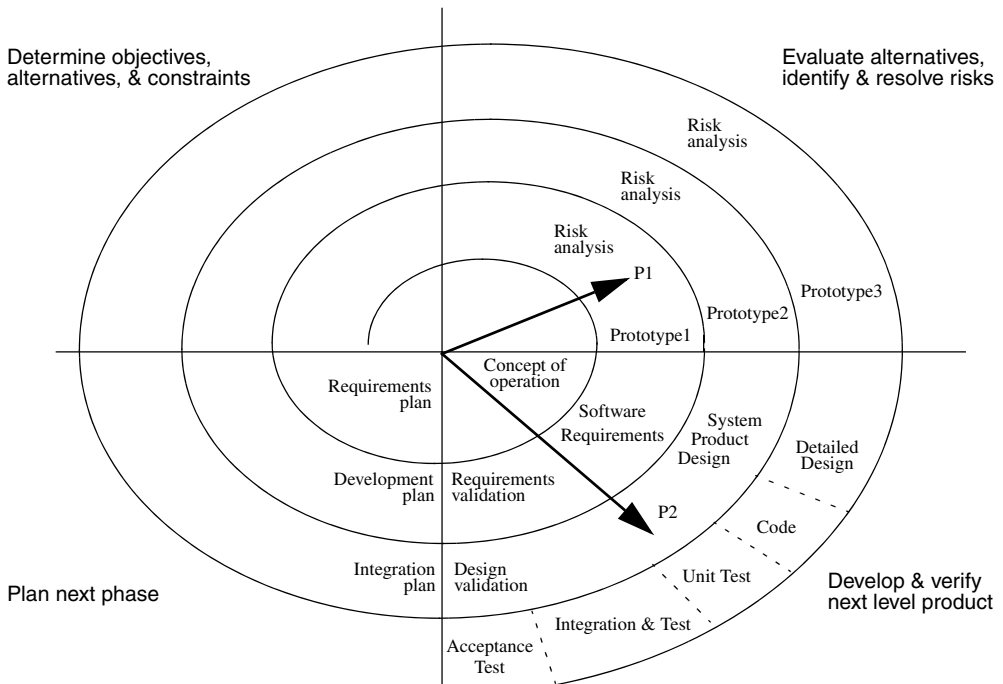 Determine objectives,
alternatives, & constraints
Evaluate alternatives,
identify & resolve risks
Risk
analysis
Risk
analysis
Risk
analysis
P1
Prototype1
Prototype2
Prototype3
Requirements
plan
Concept of
operation
Software
Requirements
System
Product
Design
Detailed
Design
Development
plan
Requirements
validation
P2
Code
Integration
plan
Design
validation
Unit Test
Integration & Test
Acceptance
Test
Plan next phase
Develop & verify
next level product